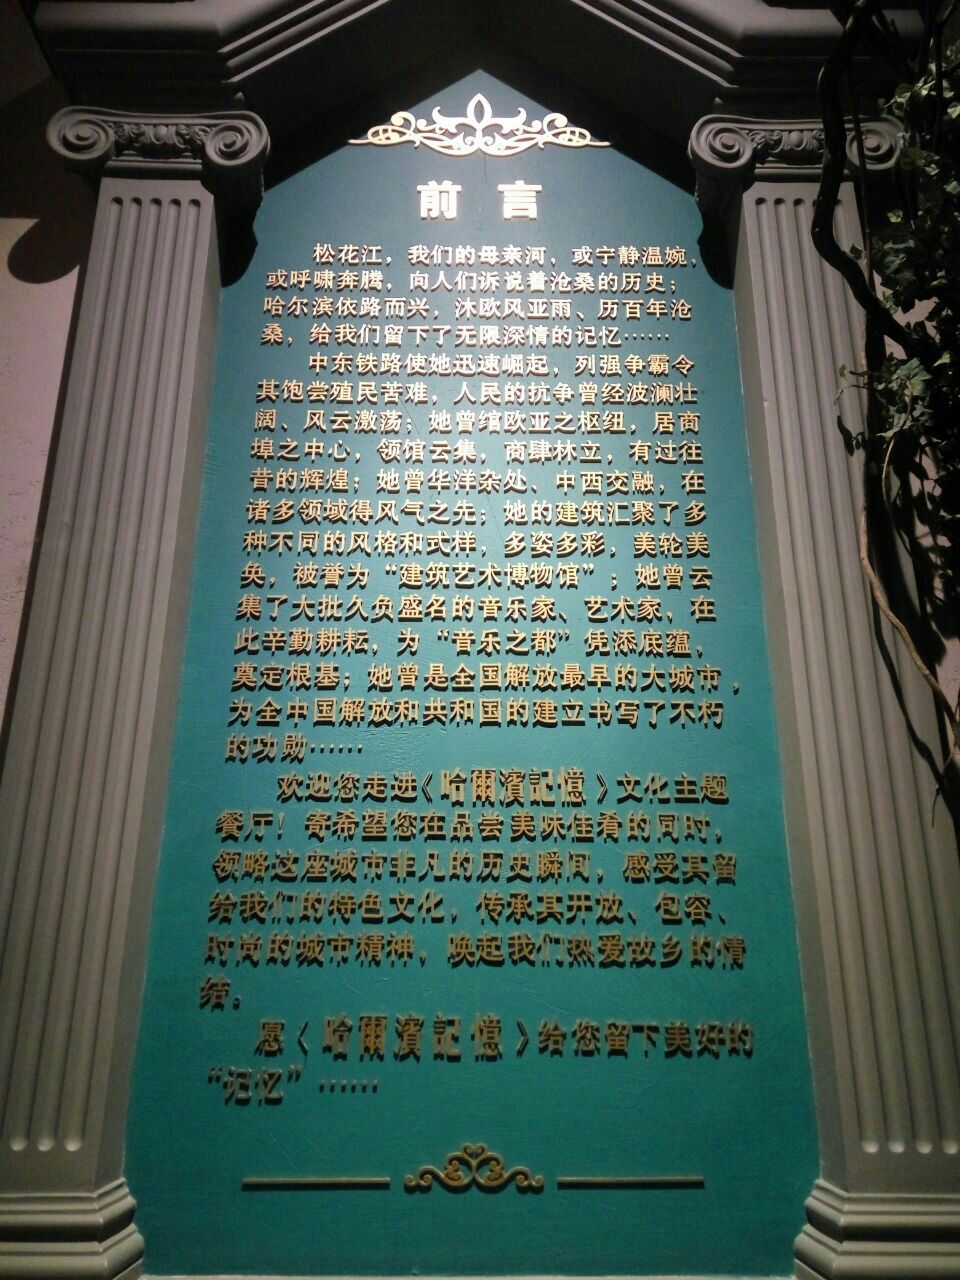 前言
松花江，我们的母亲河，或宁静温婉，
或呼啸奔腾，向人们诉说着沧桑的历史；
哈尔滨依路而兴，沐欧风亚雨、历百年沧
桑，给我们留下了无限深情的记忆……
中东铁路使她迅速崛起，列强争霸令
其饱尝殖民苦难，人民的抗争曾经波澜壮
阔、风云激荡；她曾绾欧亚之枢纽，居商
埠之中心，领馆云集，商肆林立，有过往
昔的辉煌；她曾华洋杂处、中西交融，在
诸多领域得风气之先；她的建筑汇聚了多
种不同的风格和式样，多姿多彩，美轮美
奂，被誉为“建筑艺术博物馆”；她曾云
集了大批久负盛名的音乐家、艺术家，在
此辛勤耕耘，为“音乐之都”凭添底蕴，
奠定根基；她曾是全国解放最早的大城市，
为全中国解放和共和国的建立书写了不朽
的功勋……
欢迎您走进《哈爾濱記憶》文化主题
餐厅！寄希望您在品尝美味佳肴的同时，
领略这座城市非凡的历史瞬间，感受其留
给我们的特色文化，传承其开放、包容、
时尚的城市精神，唤起我们热爱故乡的情
结。
愿《哈爾濱記憶》给您留下美好的
“记忆”……